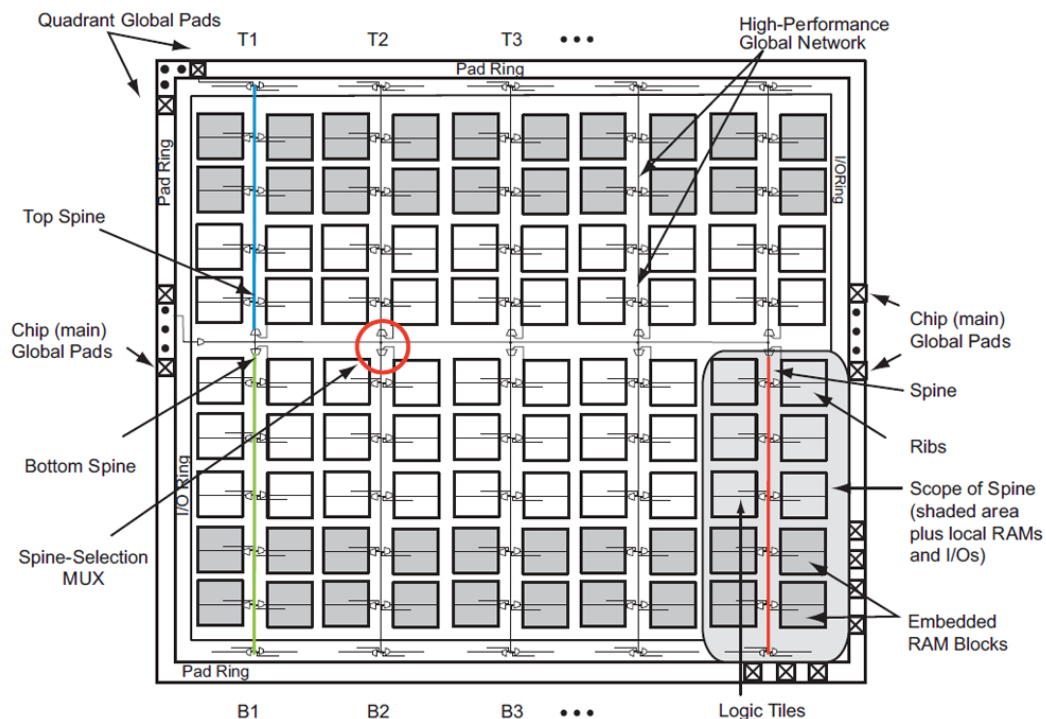 Quadrant Global Pads
T1
T2
T3
High-Performance
Global Network
Pad Ring
Pad Ring
I/ORing
Top Spine
Chip (main)
Global Pads
Chip (main)
Global Pads
Spine
Ribs
Bottom Spine
I/O Ring
Scope of Spine
(shaded area
plus local RAMs
and I/Os)
Spine-Selection
MUX
Embedded
RAM Blocks
Pad Ring
B1
B2
B3
Logic Tiles